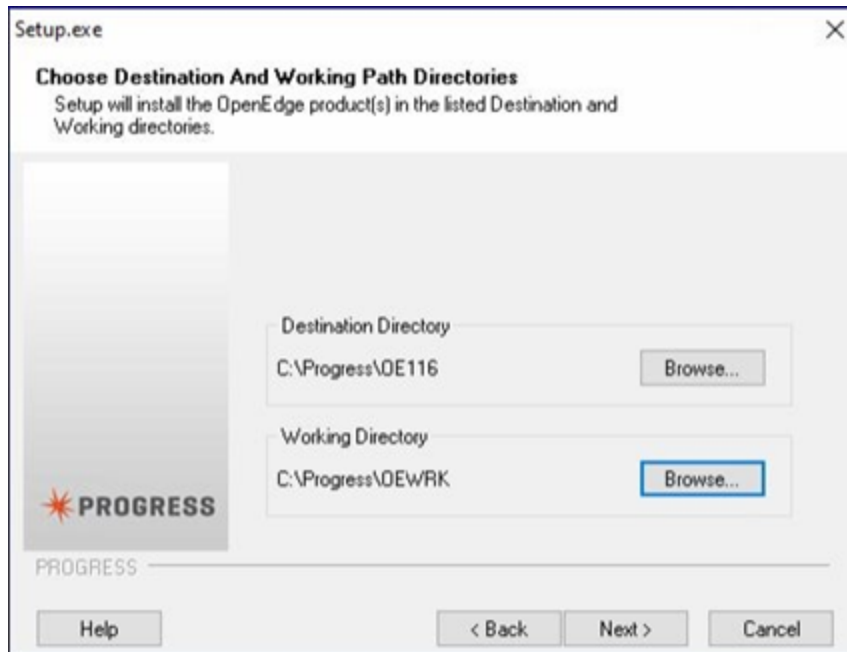 Setup.exe
Choose Destination And Working Path Directories
Setup will install the OpenEdge product(s) in the listed Destination and
Working directories.
Destination Directory
C:\Progress\OE116
Browse...
Working Directory
C:\Progress\OEWRK
Browse...
PROGRESS
PROGRESS
Help
< Back
Next >
Cancel